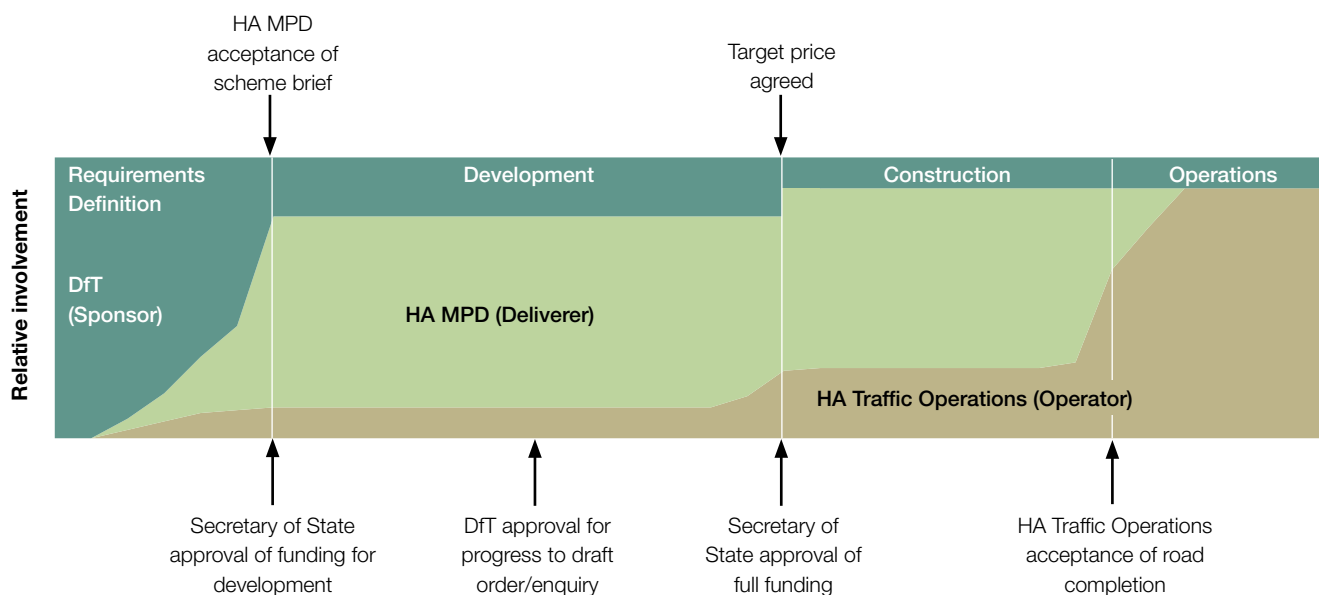 HA MPD
acceptance of
scheme brief
Target price
agreed
Relative involvement
Requirements
Definition
Development
Construction
Operations
DfT
(Sponsor)
HA MPD (Deliverer)
HA Traffic Operations (Operator)
Secretary of State
approval of funding for
development
DfT approval for
progress to draft
order/enquiry
Secretary of
State approval of
full funding
HA Traffic Operations
acceptance of road
completion